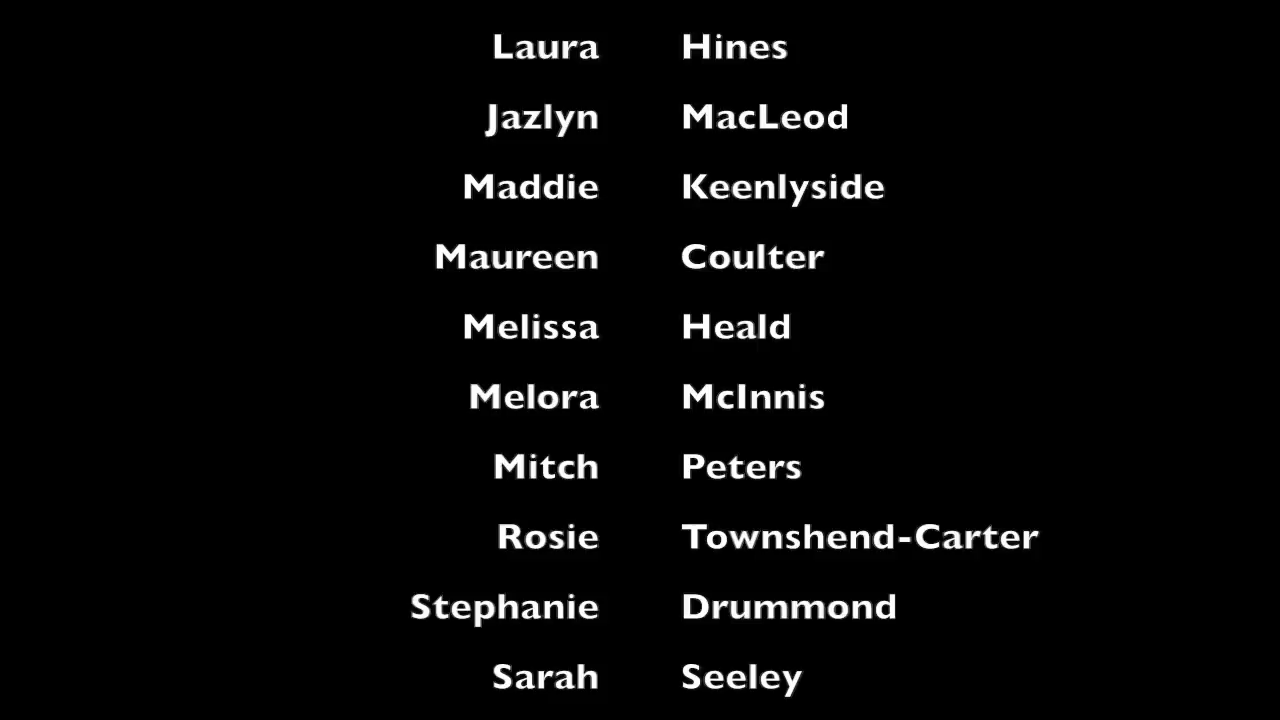 Laura Hines
Jazlyn MacLeod
Maddie Keenlyside
Maureen Coulter
Melissa Heald
Melora McInnis
Mitch Peters
Rosie Townshend-Carter
Stephanie Drummond
Sarah Seeley